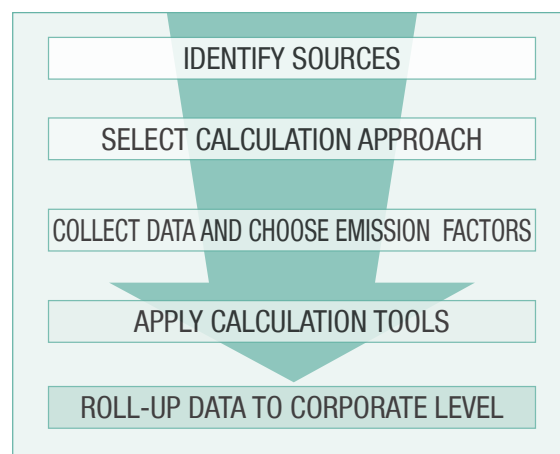 IDENTIFY SOURCES
SELECT CALCULATION APPROACH
COLLECT DATA AND CHOOSE EMISSION FACTORS
APPLY CALCULATION TOOLS
ROLL-UP DATA TO CORPORATE LEVEL